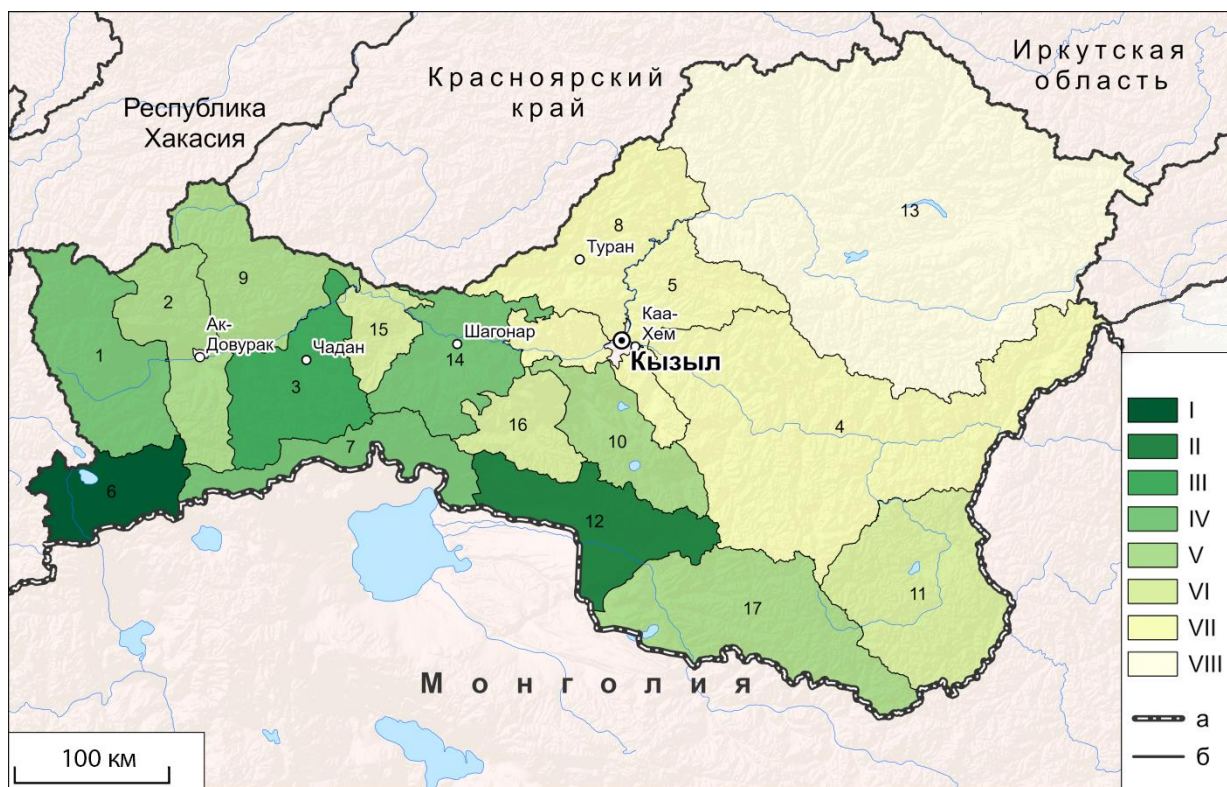 Республика
Хакасия
Красноярский
край
Иркутская
область
13
8
Туран
5
9
2
Ак-
Довурак
1
Чадан
3
15
Шагонар
14
Каа-
Хем
Кызыл
16
10
4
7
6
12
17
11
Монголия
100 км
I
II
III
IV
V
VI
VII
VIII
а
б